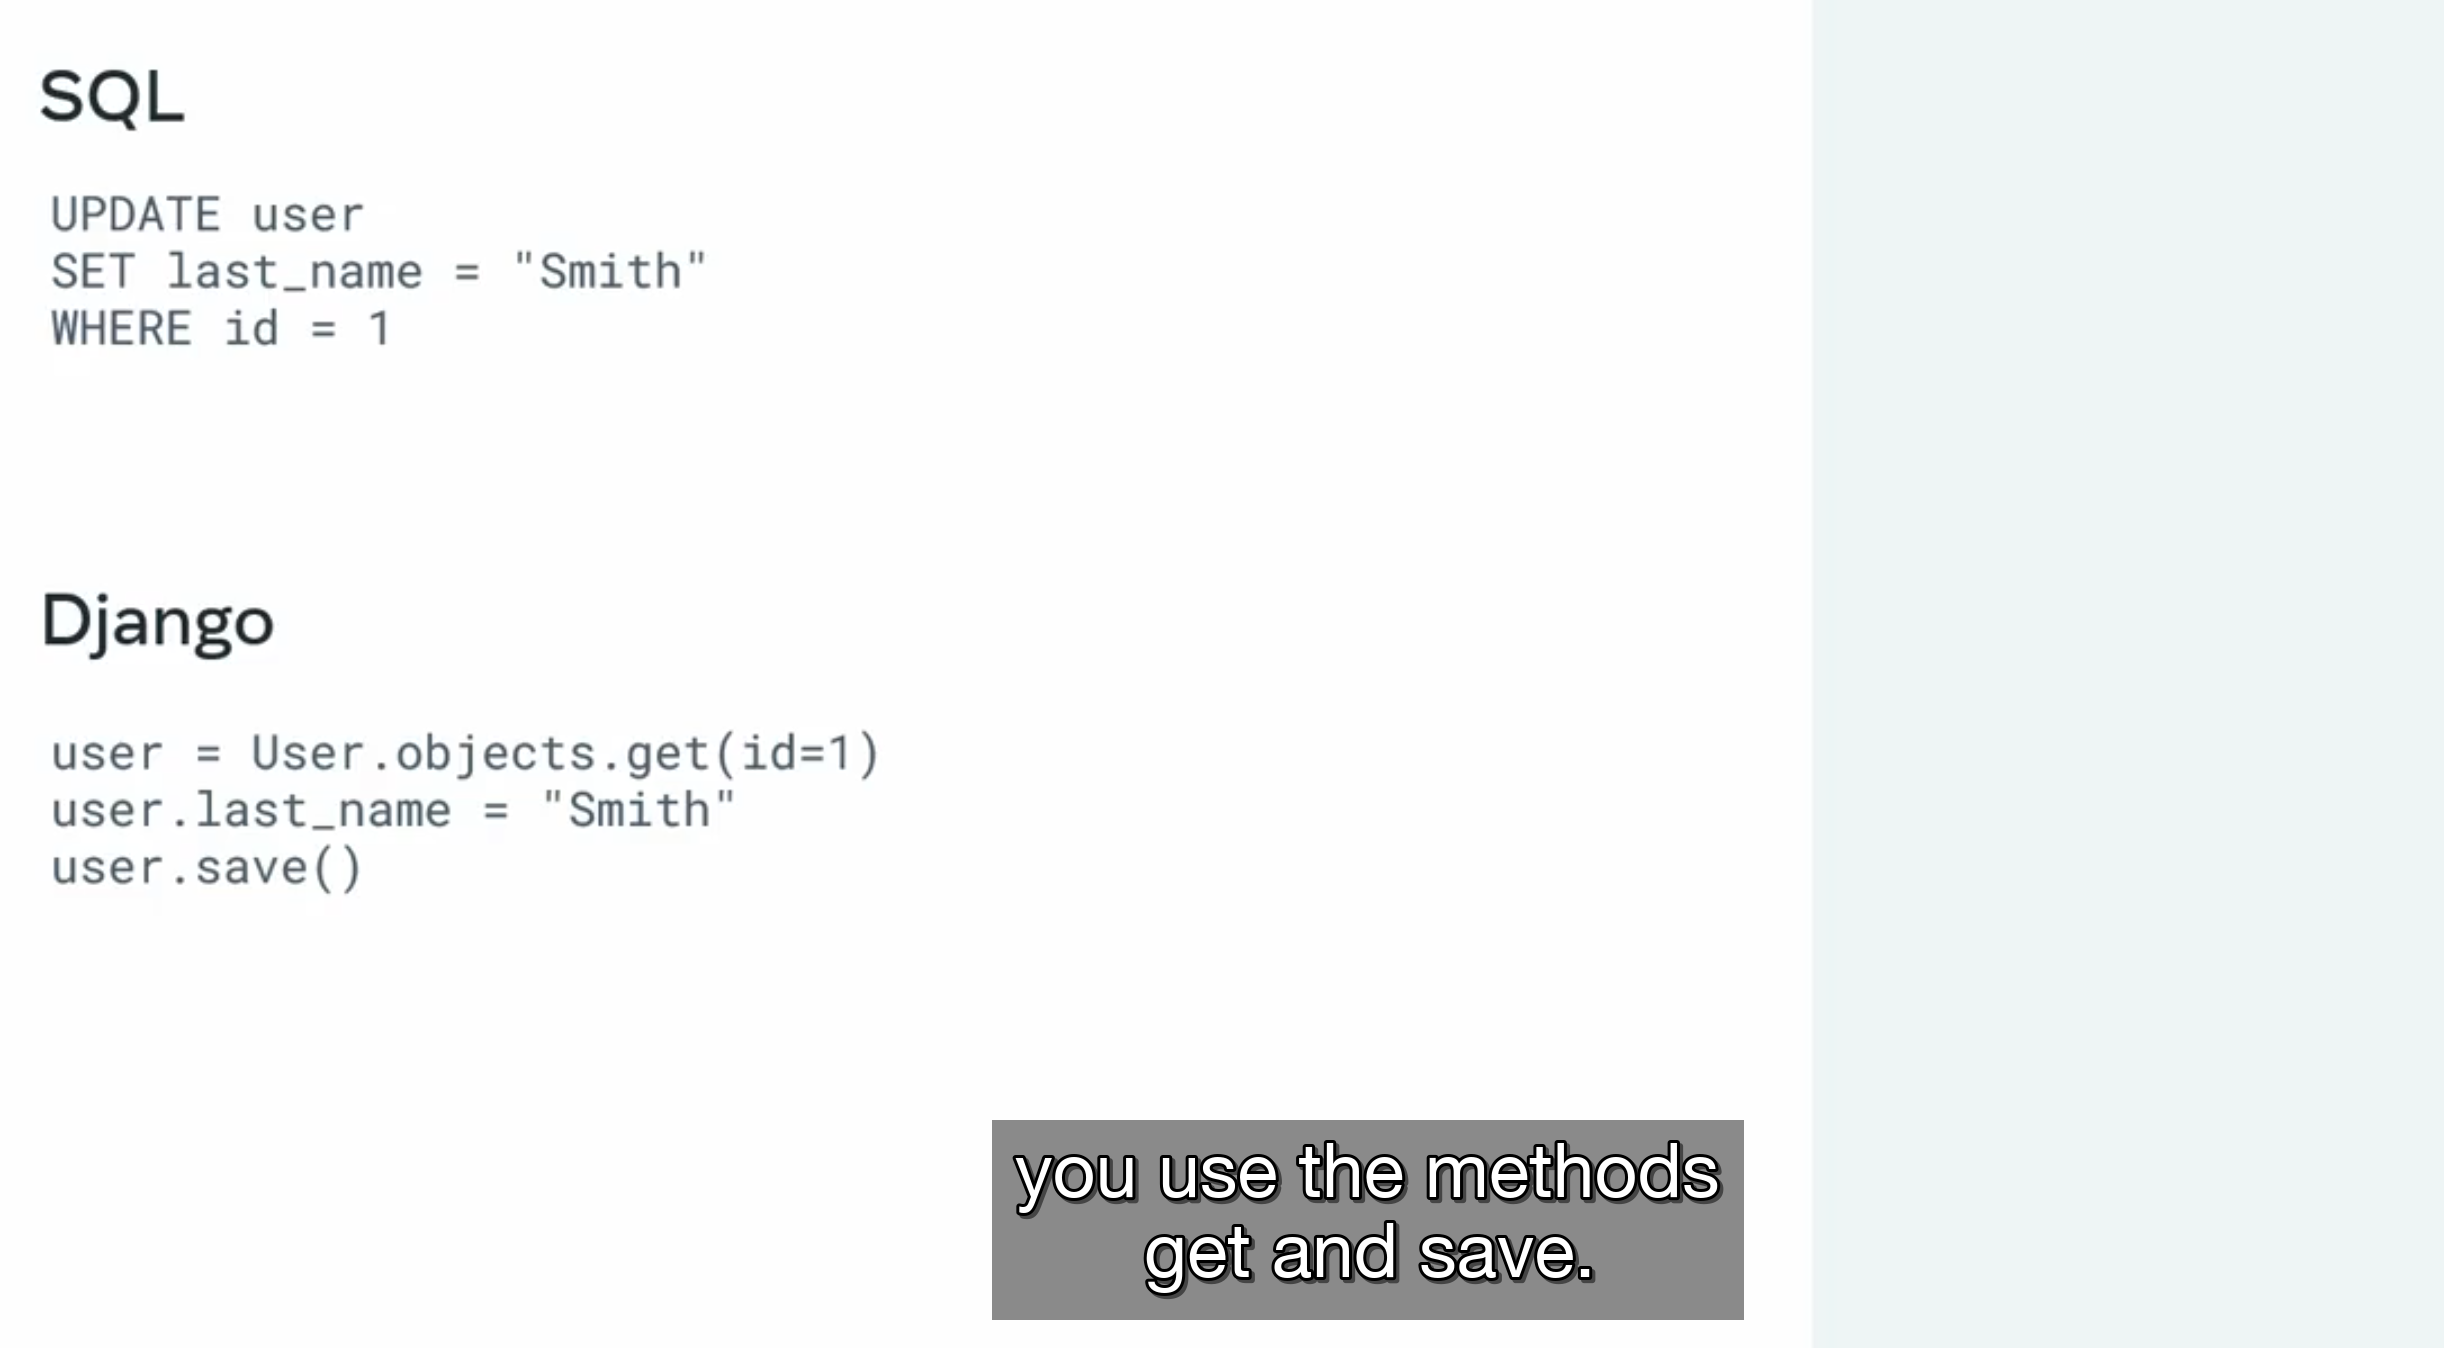 SQL
UPDATE user
SET last_name = "Smith"
WHERE id = 1
Django
user = User.objects.get(id=1)
user.last_name = "Smith"
user.save()
you use the methods
get and save.